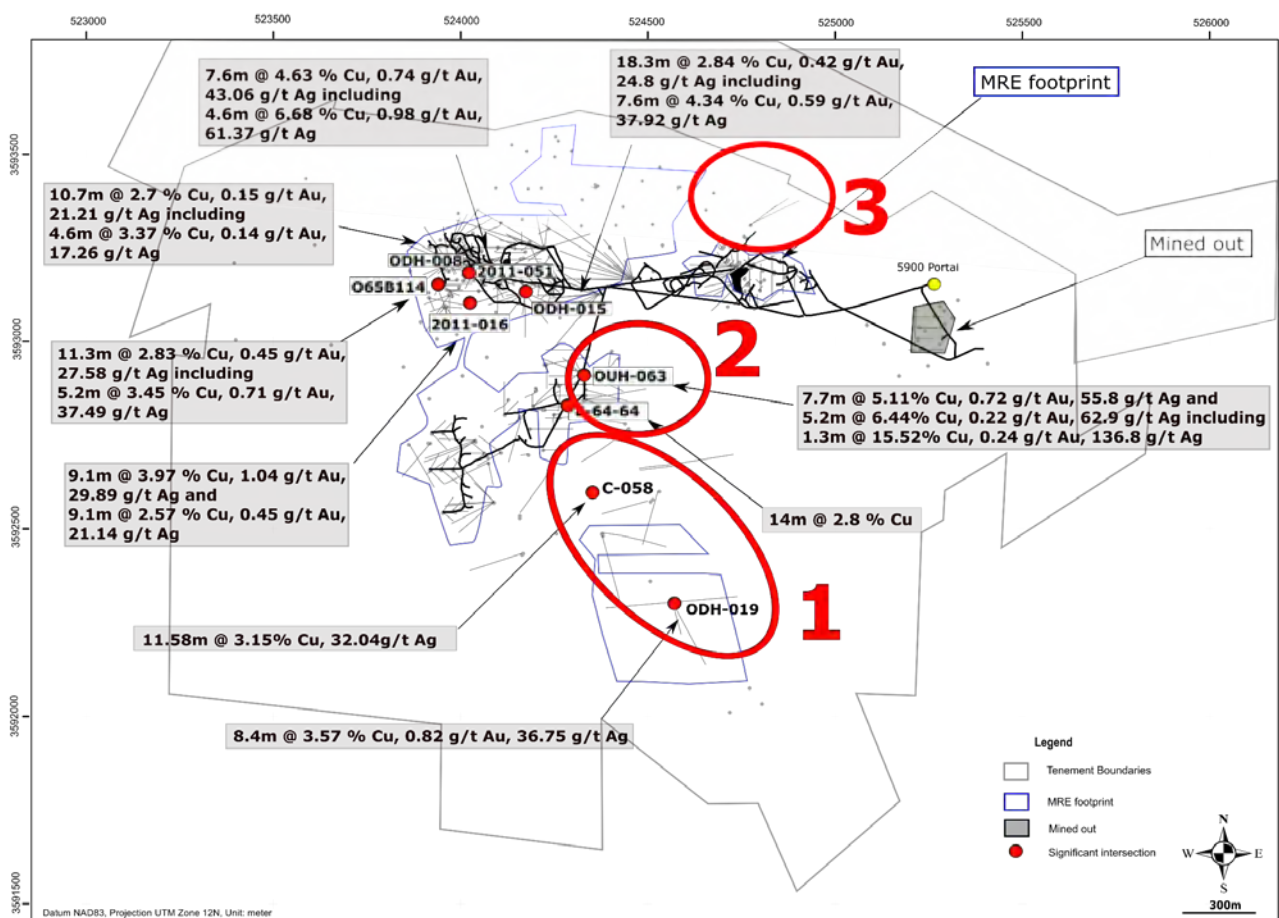 523000
523500
524000
524500
525000
525500
526000
3593500
3593000
3592500
3592000
3591500
7.6m @ 4.63 % Cu, 0.74 g/t Au,
43.06 g/t Ag including
4.6m @ 6.68 % Cu, 0.98 g/t Au,
61.37 g/t Ag
18.3m @ 2.84 % Cu, 0.42 g/t Au,
24.8 g/t Ag including
7.6m @ 4.34 % Cu, 0.59 g/t Au,
37.92 g/t Ag
MRE footprint
10.7m @ 2.7 % Cu, 0.15 g/t Au,
21.21 g/t Ag including
4.6m @ 3.37 % Cu, 0.14 g/t Au,
17.26 g/t Ag
3
Mined out
ODH-008
2011-051
O65B114
ODH-015
2011-016
5900 Portal
11.3m @ 2.83 % Cu, 0.45 g/t Au,
27.58 g/t Ag including
5.2m @ 3.45 % Cu, 0.71 g/t Au,
37.49 g/t Ag
2
OUH-063
-64-64
7.7m @ 5.11% Cu, 0.72 g/t Au, 55.8 g/t Ag and
5.2m @ 6.44% Cu, 0.22 g/t Au, 62.9 g/t Ag including
1.3m @ 15.52% Cu, 0.24 g/t Au, 136.8 g/t Ag
9.1m @ 3.97 % Cu, 1.04 g/t Au,
29.89 g/t Ag and
9.1m @ 2.57 % Cu, 0.45 g/t Au,
21.14 g/t Ag
C-058
14m @ 2.8 % Cu
1
ODH-019
11.58m @ 3.15% Cu, 32.04g/t Ag
8.4m @ 3.57 % Cu, 0.82 g/t Au, 36.75 g/t Ag
Legend
Tenement Boundaries
MRE footprint
Mined out
Significant intersection
N
W
E
S
300m
Datum NAD83, Projection UTM Zone 12N, Unit: meter